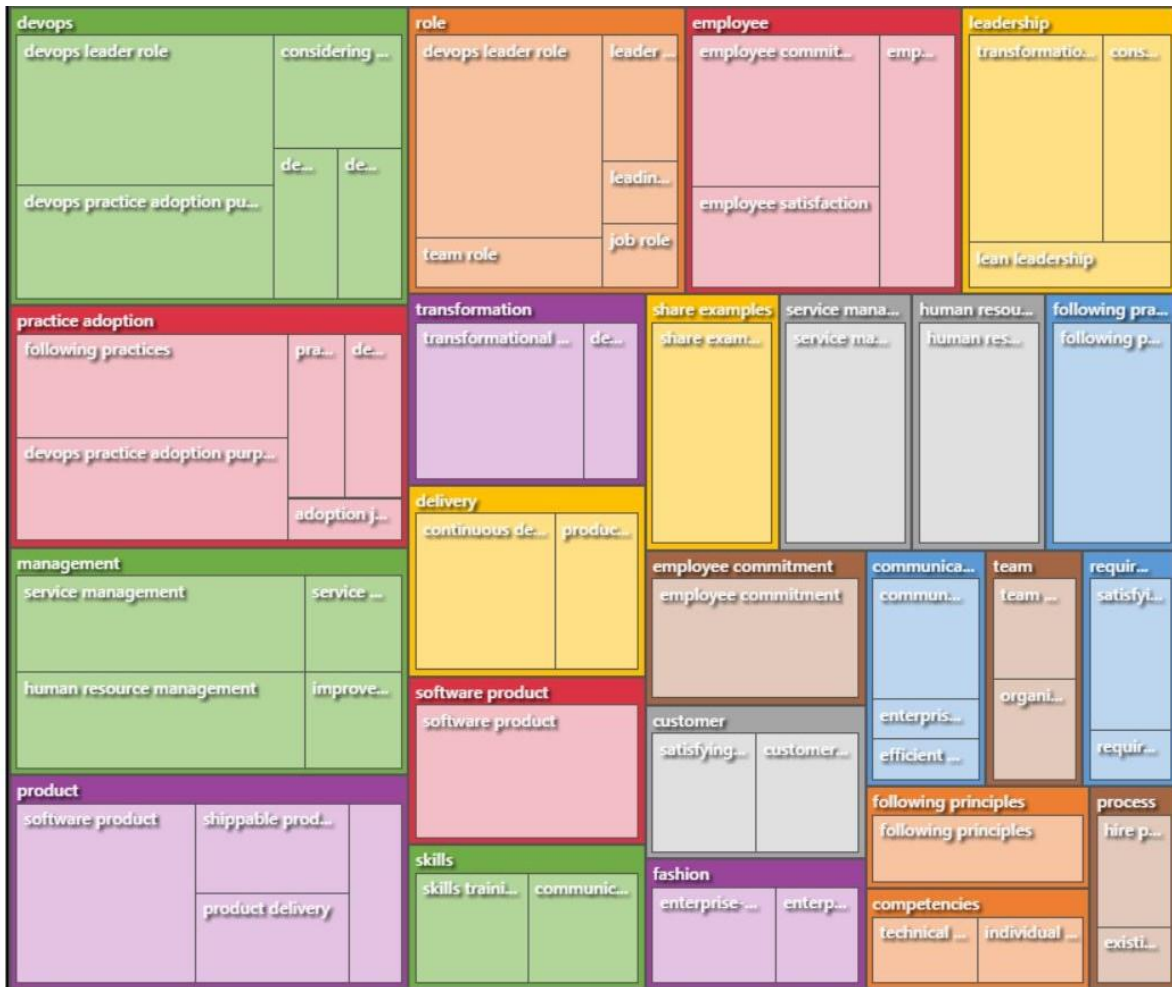 devops
devops leader role
considering ...
devops practice adoption pu...
de...
de...
practice adoption
following practices
pra...
de...
devops practice adoption purp...
adoption j...
management
service management
service ...
human resource management
improve...
product
software product
shippable prod...
product delivery
role
devops leader role
leader ...
leadin...
team role
job role
employee
employee commit...
emp...
employee satisfaction
leadership
transformatio...
cons...
lean leadership
transformation
transformational ...
de...
delivery
continuous de...
produc...
software product
software product
skills
skills traini...
communic...
share examples
share exam...
service mana...
service ma...
human resou...
human res...
following pra...
following p...
employee commitment
employee commitment
customer
satisfying...
customer...
fashion
enterprise-...
enterp...
communica...
commun...
enterpris...
efficient ...
team
team ...
organi...
requir...
satisfyi...
requir...
following principles
following principles
competencies
technical ...
individual ...
process
hire p...
existi...